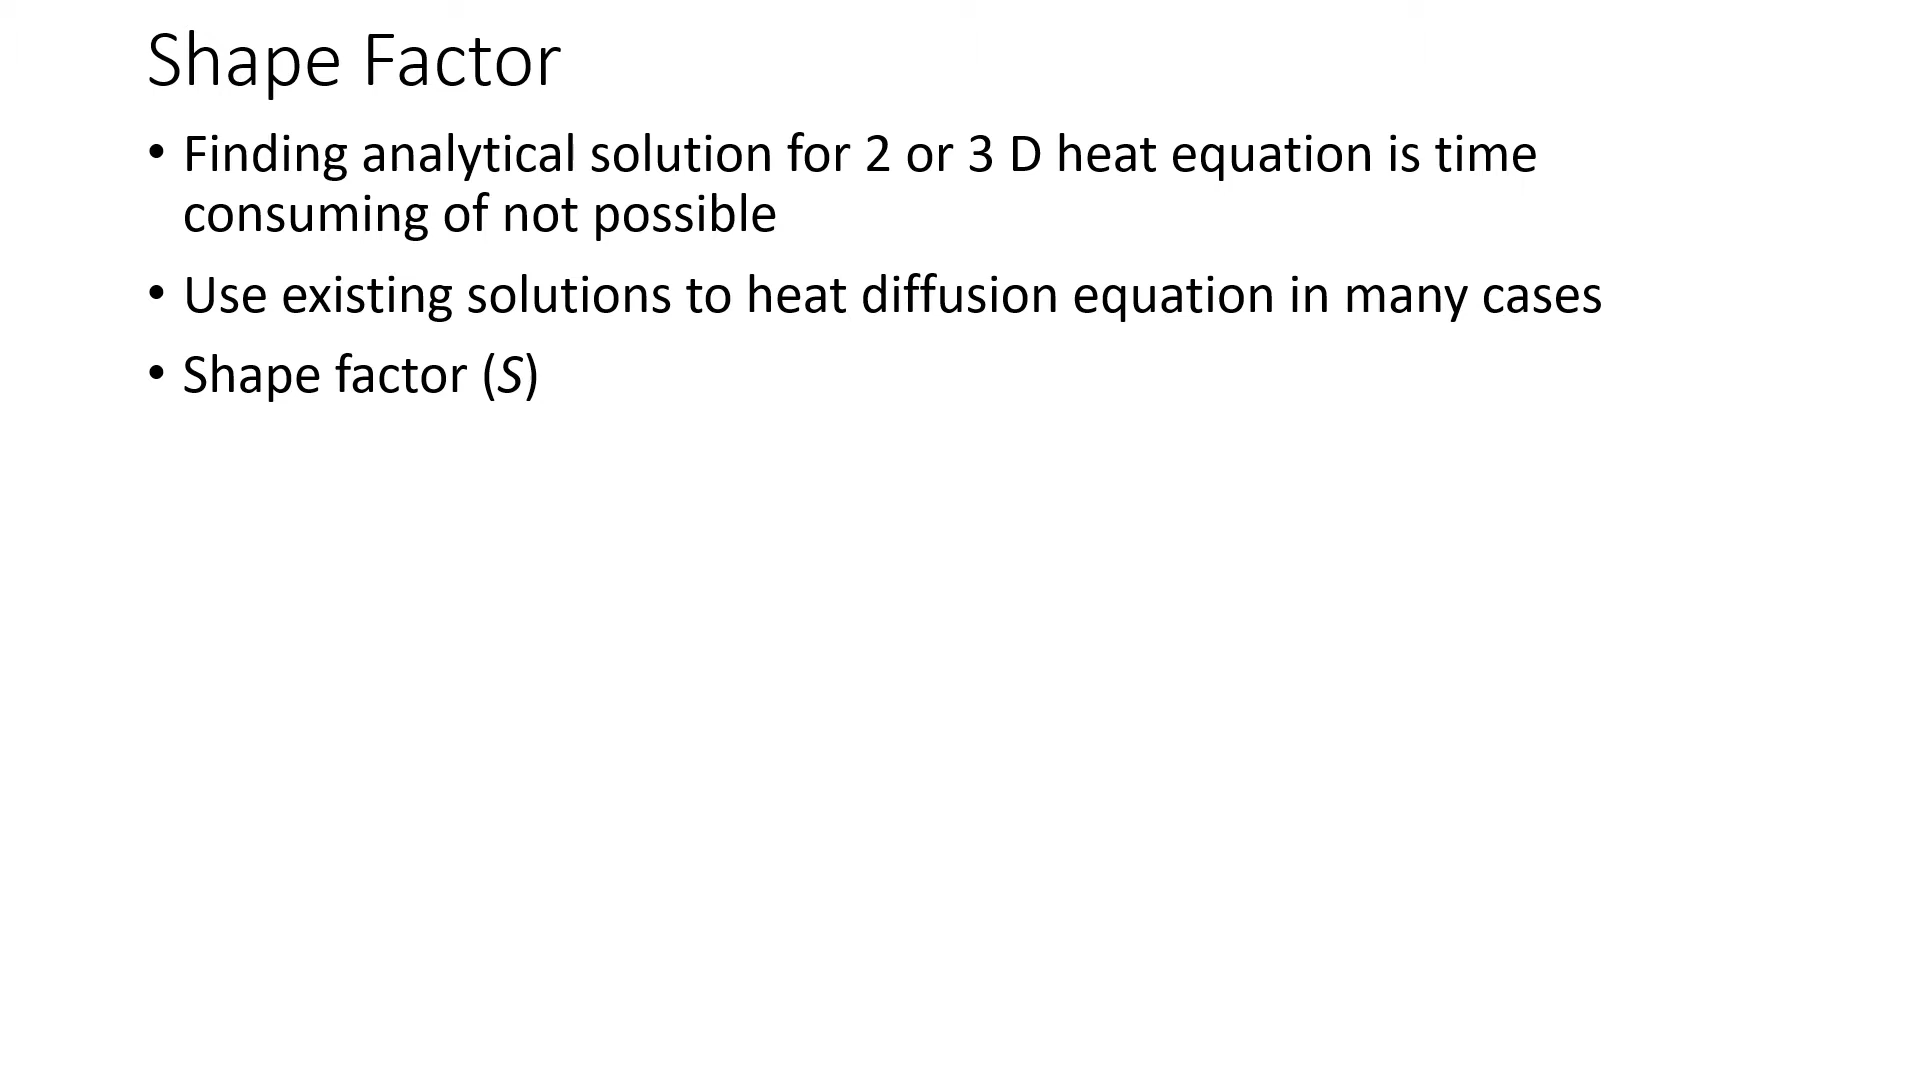 Shape Factor
• Finding analytical solution for 2 or 3 D heat equation is time
consuming of not possible
• Use existing solutions to heat diffusion equation in many cases
• Shape factor (S)